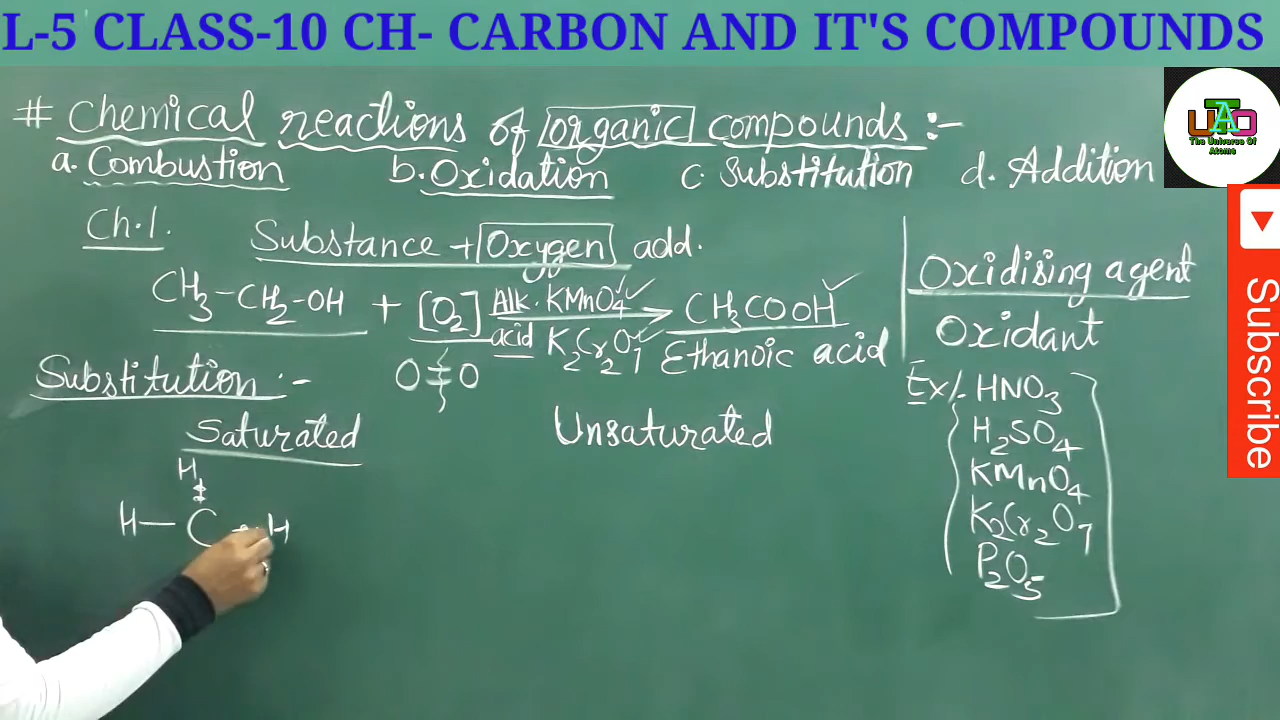 L-5 CLASS-10 CH- CARBON AND IT'S COMPOUNDS
# Chemical reactions of organic compounds :-
a. Combustion b. Oxidation c. Substitution d. Addition
UTAO
The Universe Of
Atoms
Subscribe
Ch.1. Substance + Oxygen add.
CH3-CH2-OH + [O2] Alk. KMnO4 CH3COOH
acid K2Cr2O7 Ethanoic acid
O=O
Oxidising agent
Oxidant
Ex/- HNO3
H2SO4
KMnO4
K2Cr2O7
P2O5
Substitution :-
Saturated Unsaturated
H
H-C-H